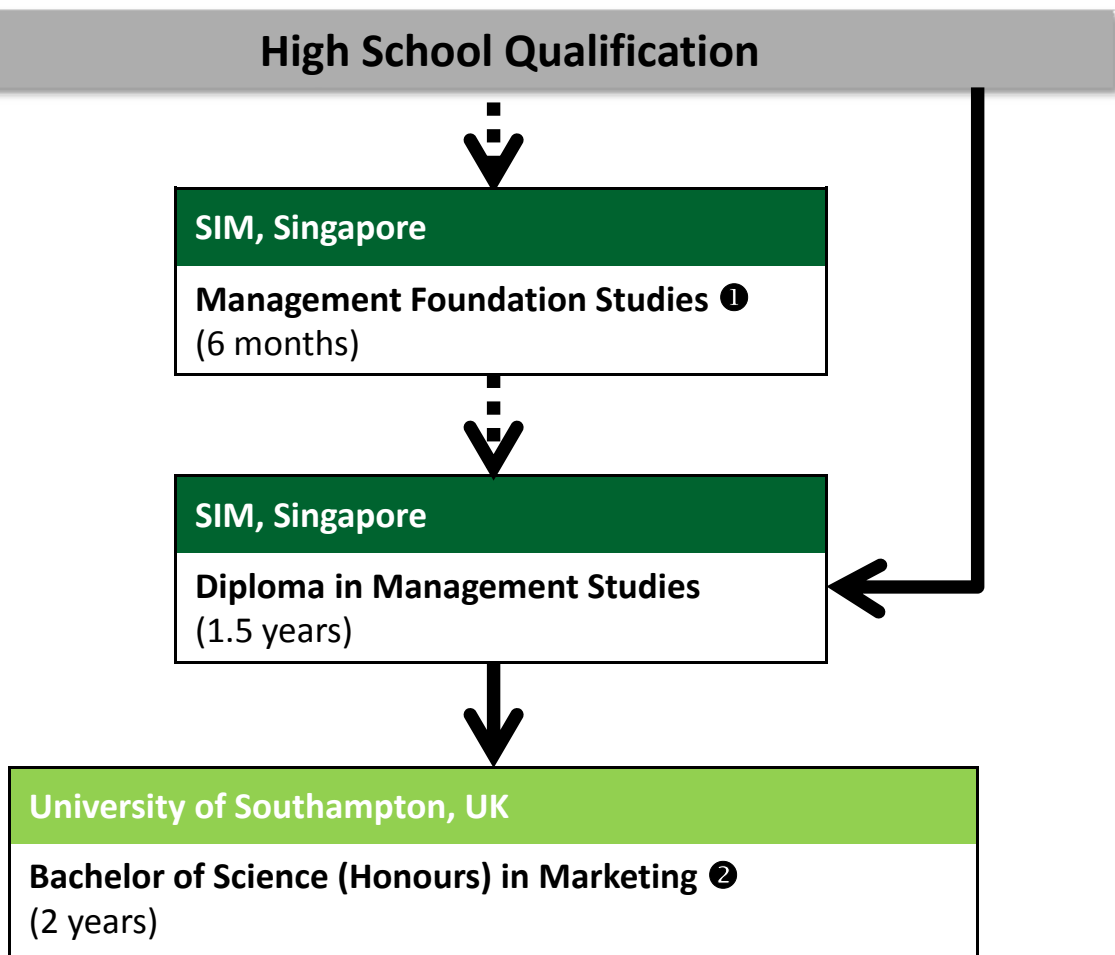 High School Qualification
SIM, Singapore
Management Foundation Studies ❶
(6 months)
SIM, Singapore
Diploma in Management Studies
(1.5 years)
University of Southampton, UK
Bachelor of Science (Honours) in Marketing ❷
(2 years)